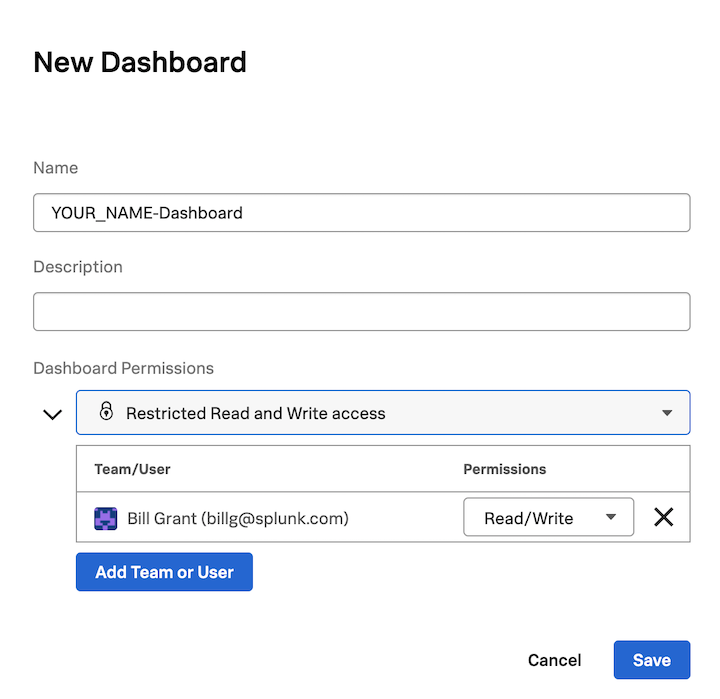 New Dashboard
Name
YOUR_NAME-Dashboard
Description
Dashboard Permissions
Restricted Read and Write access
Team/User Permissions
Bill Grant (billg@splunk.com) Read/Write
Add Team or User
Cancel Save